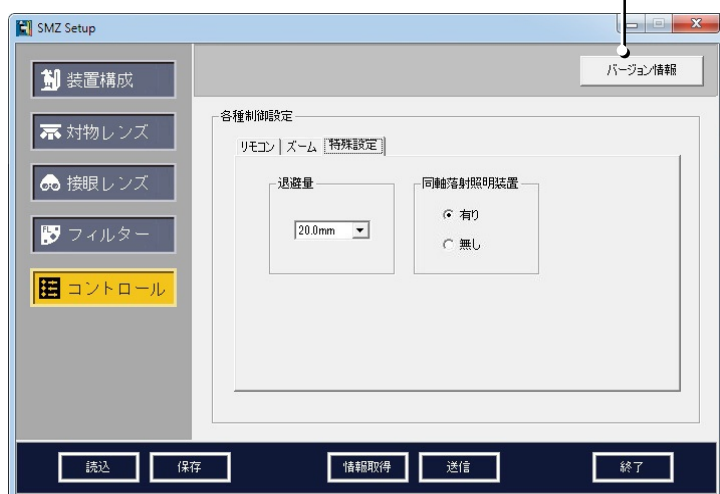 SMZ Setup
バージョン情報
装置構成
対物レンズ
接眼レンズ
FL フィルター
コントロール
各種制御設定
リモコン ズーム 特殊設定
退避量
20.0mm
同軸落射照明装置
有り
無し
読込 保存 情報取得 送信 終了